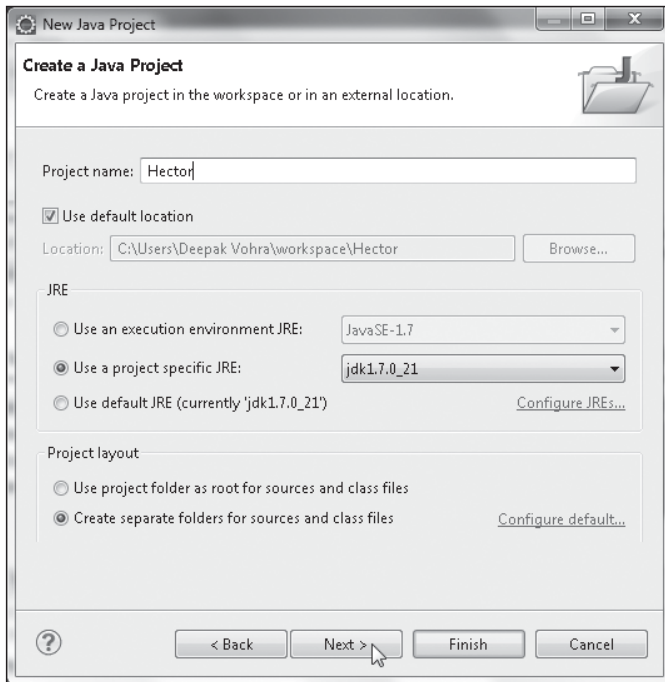 New Java Project
Create a Java Project
Create a Java project in the workspace or in an external location.
Project name: Hector
Use default location
Location: C:\Users\Deepak Vohra\workspace\Hector Browse...
JRE
Use an execution environment JRE: JavaSE-1.7
Use a project specific JRE: jdk1.7.0_21
Use default JRE (currently 'jdk1.7.0_21') Configure JREs...
Project layout
Use project folder as root for sources and class files
Create separate folders for sources and class files Configure default...
? < Back Next > Finish Cancel